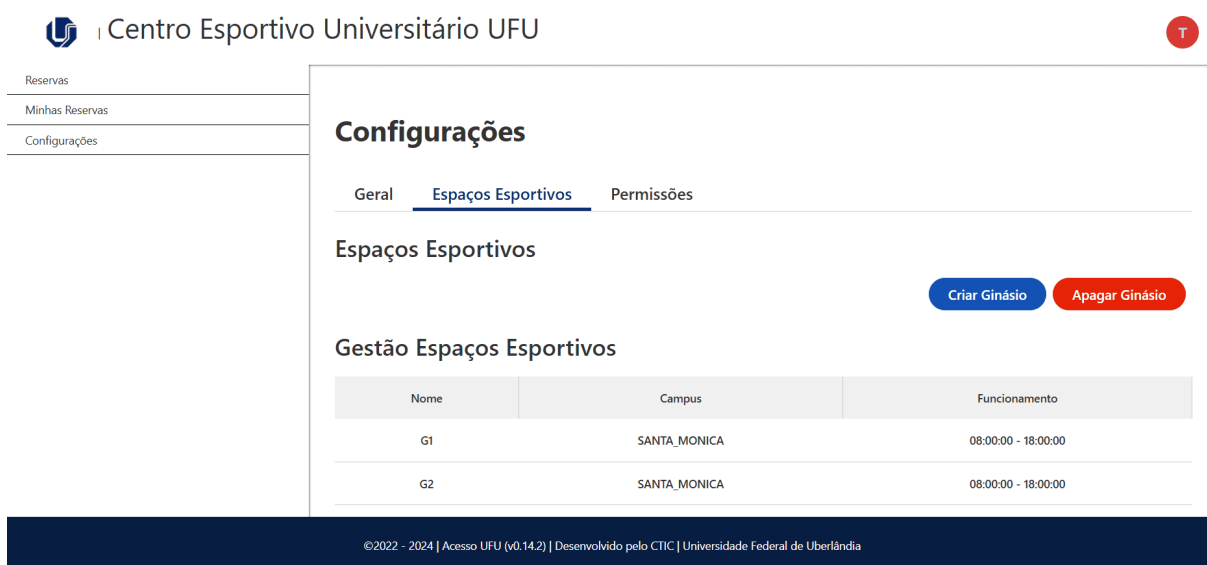 Centro Esportivo Universitário UFU
T
Reservas
Minhas Reservas
Configurações
Configurações
Geral Espaços Esportivos Permissões
Espaços Esportivos
Criar Ginásio Apagar Ginásio
Gestão Espaços Esportivos
Nome Campus Funcionamento
G1 SANTA_MONICA 08:00:00 - 18:00:00
G2 SANTA_MONICA 08:00:00 - 18:00:00
©2022 - 2024 | Acesso UFU (v0.14.2) | Desenvolvido pelo CTIC | Universidade Federal de Uberlândia